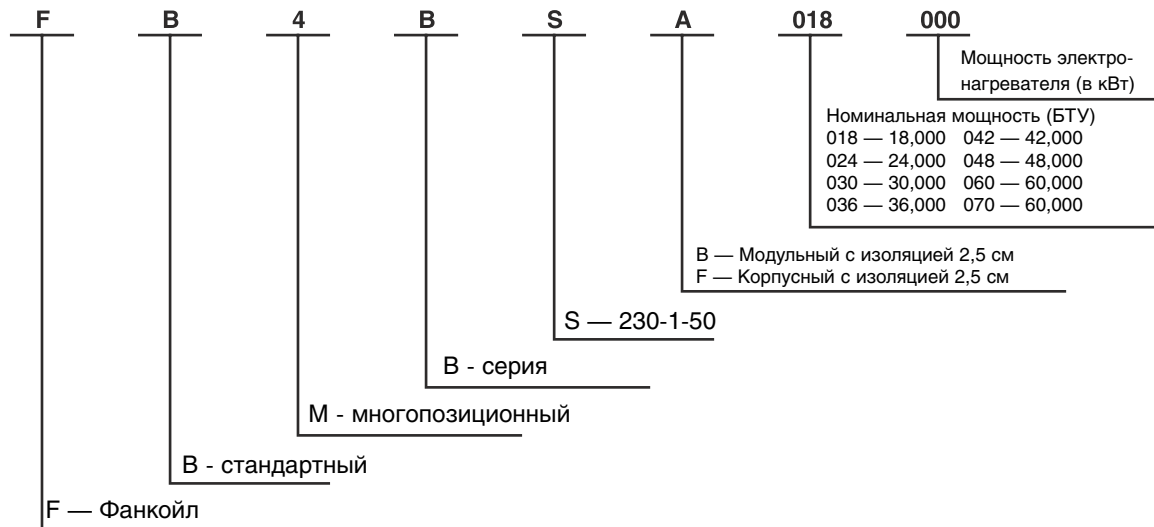 F B 4 B S A 018 000
Мощность электро-
нагревателя (в кВт)
Номинальная мощность (БТУ)
018 — 18,000 042 — 42,000
024 — 24,000 048 — 48,000
030 — 30,000 060 — 60,000
036 — 36,000 070 — 60,000
B — Модульный с изоляцией 2,5 см
F — Корпусный с изоляцией 2,5 см
S — 230-1-50
B - серия
M - многопозиционный
B - стандартный
F — Фанкойл